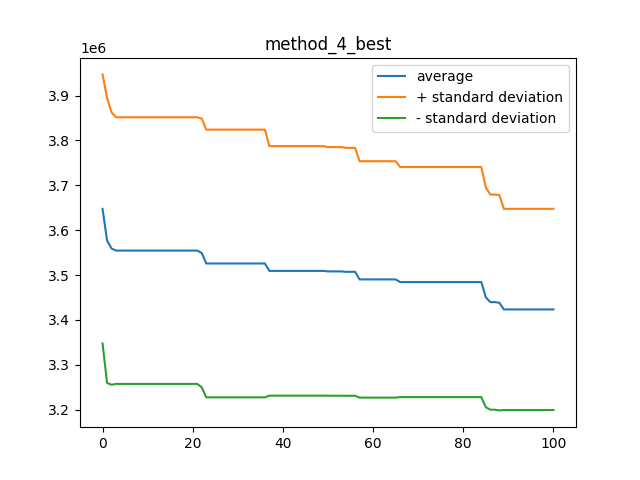 method_4_best
1e6
average
+ standard deviation
- standard deviation
3.9
3.8
3.7
3.6
3.5
3.4
3.3
3.2
0 20 40 60 80 100